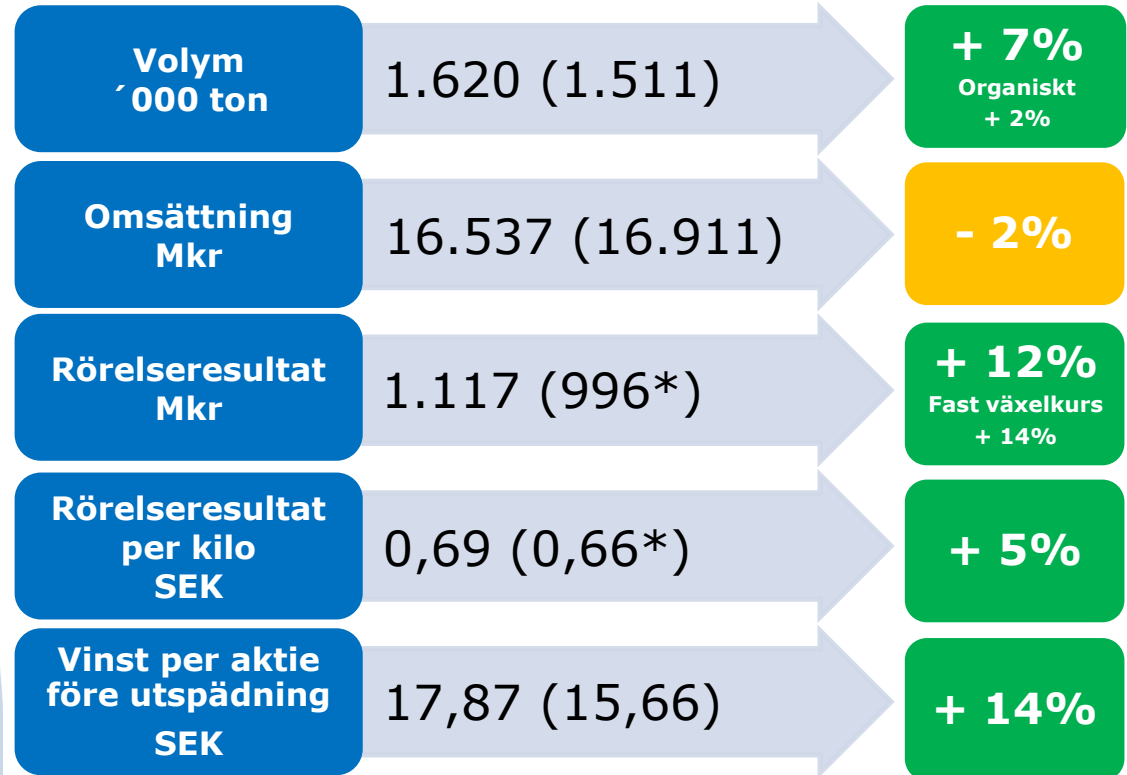 Volym
´000 ton
1.620 (1.511)
+ 7%
Organiskt
+ 2%
Omsättning
Mkr
16.537 (16.911)
- 2%
Rörelseresultat
Mkr
1.117 (996*)
+ 12%
Fast växelkurs
+ 14%
Rörelseresultat
per kilo
SEK
0,69 (0,66*)
+ 5%
Vinst per aktie
före utspädning
SEK
17,87 (15,66)
+ 14%